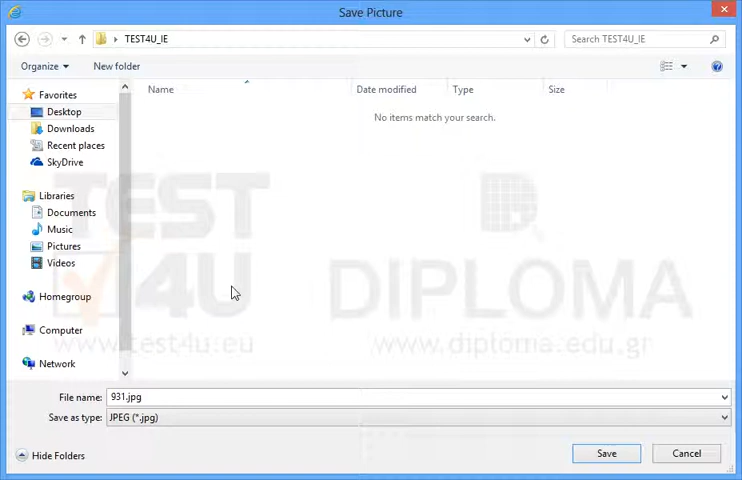 Save Picture
TEST4U_IE
Search TEST4U_IE
Organize
New folder
Name
Date modified
Type
Size
No items match your search.
Favorites
Desktop
Downloads
Recent places
SkyDrive
Libraries
Documents
Music
Pictures
Videos
Homegroup
Computer
Network
TEST
4U
www.test4u.eu
DIPLOMA
www.diploma.edu.gr
File name: 931.jpg
Save as type: JPEG (*.jpg)
Hide Folders
Save
Cancel